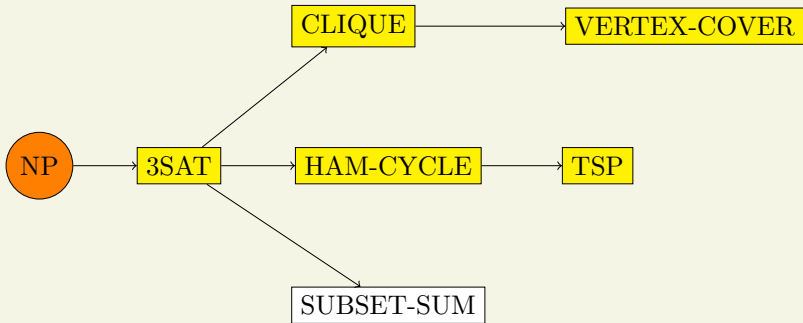 CLIQUE
VERTEX-COVER
NP
3SAT
HAM-CYCLE
TSP
SUBSET-SUM